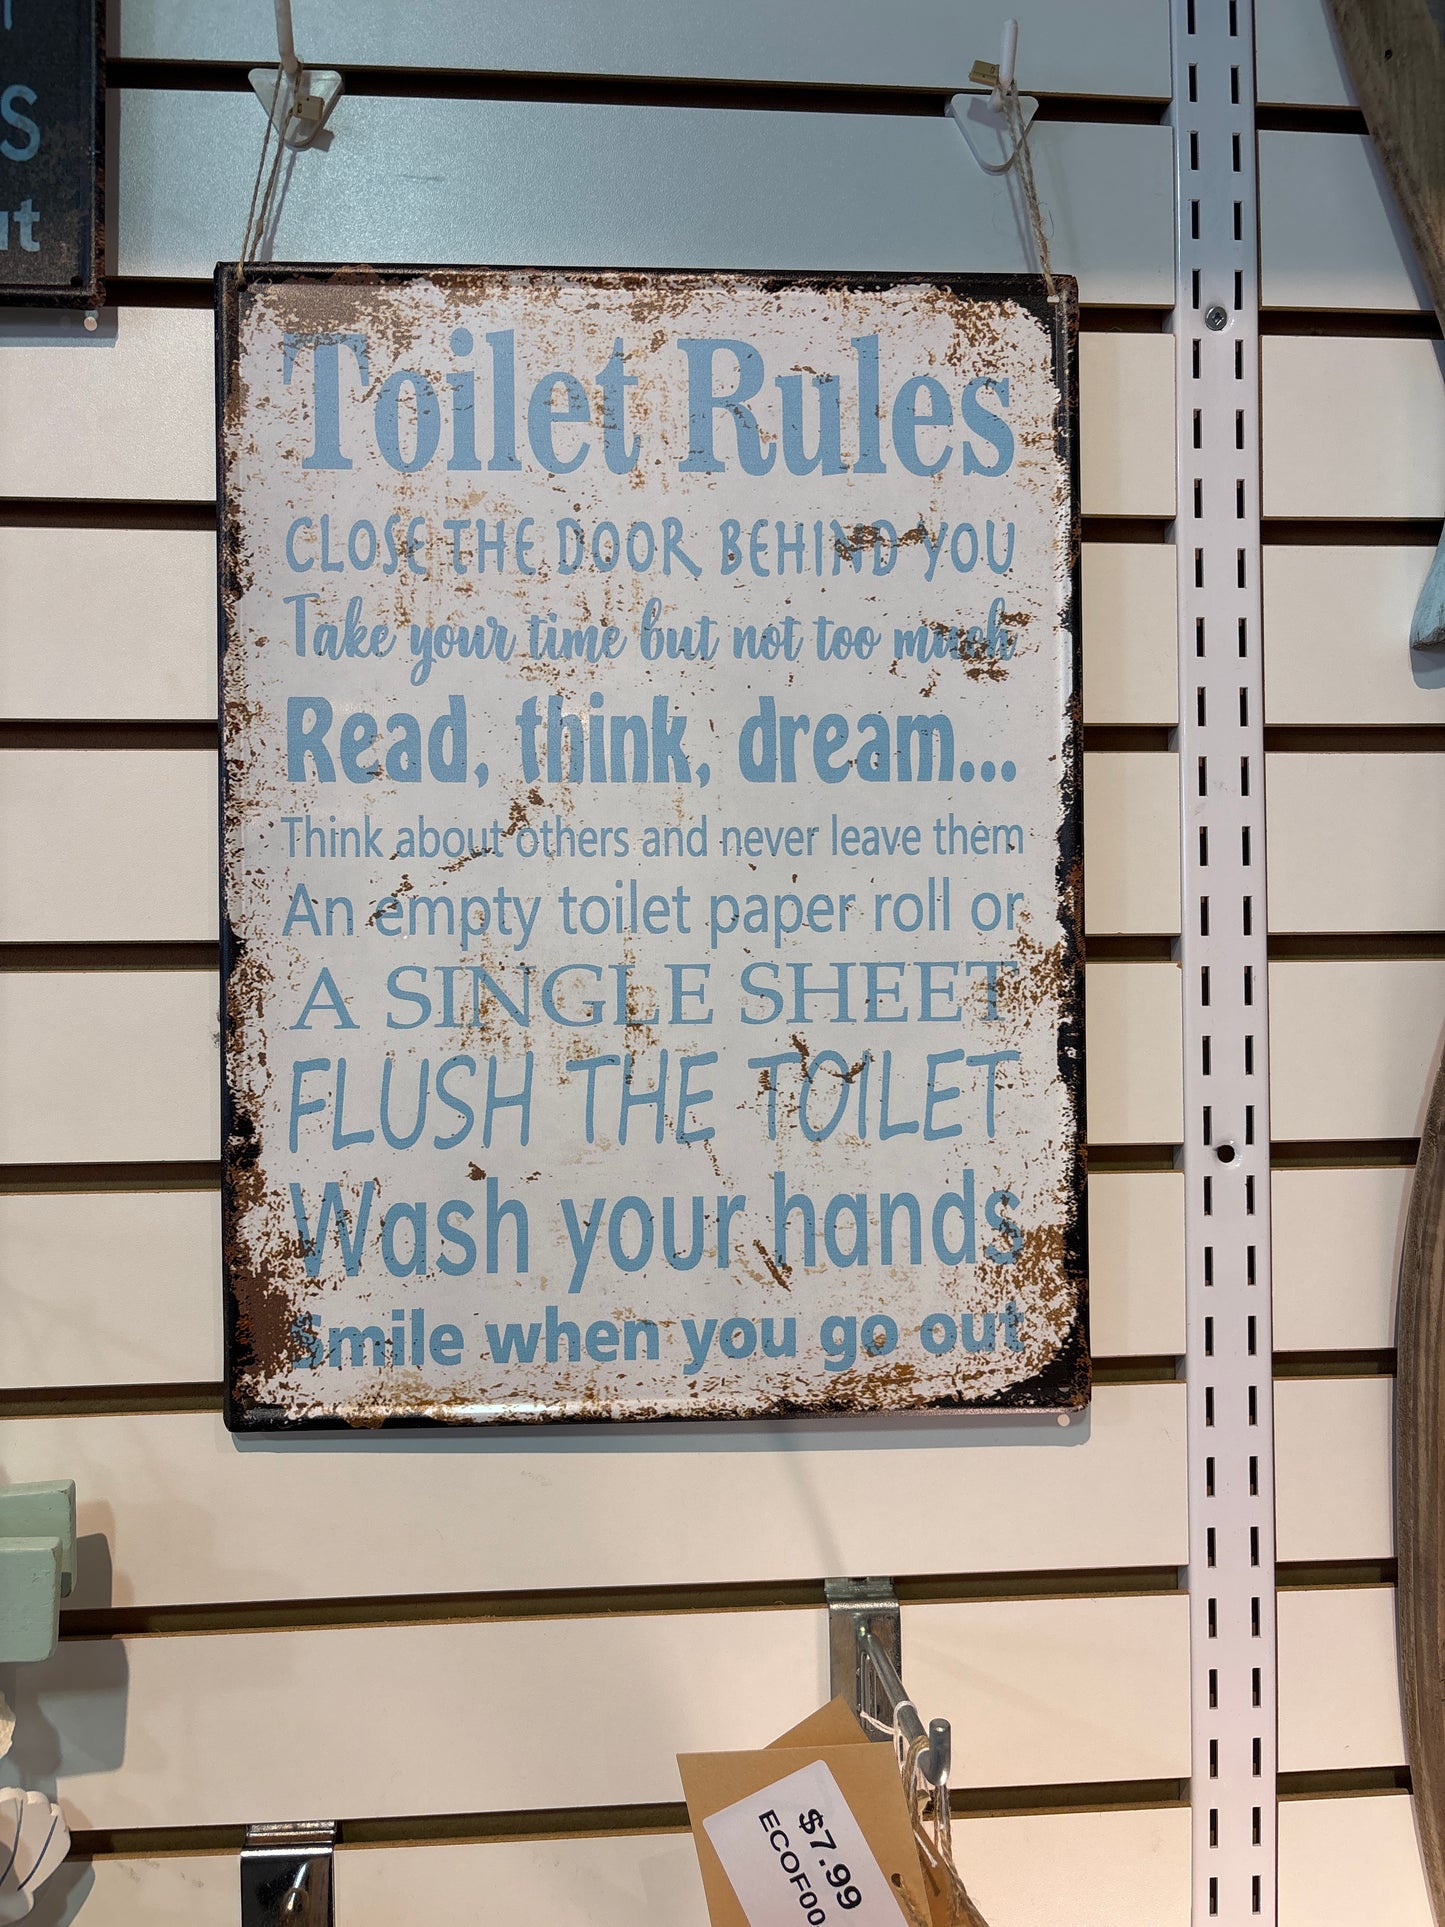 S
Toilet Rules
CLOSE THE DOOR BEHIND YOU
Take your time but not too much
Read, think, dream...
Think about others and never leave them
An empty toilet paper roll or
A SINGLE SHEET
FLUSH THE TOILET
Wash your hands
Smile when you go out
$7.99